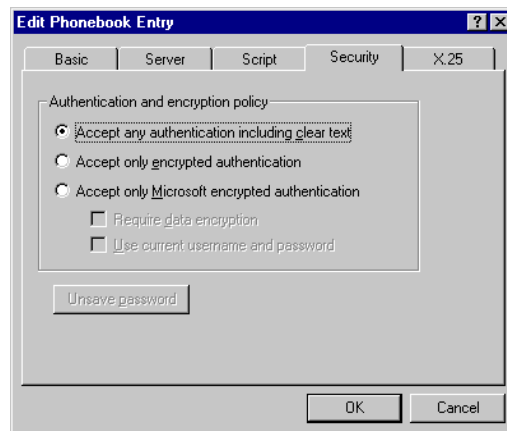 Edit Phonebook Entry
Basic Server Script Security X.25
Authentication and encryption policy
Accept any authentication including clear text
Accept only encrypted authentication
Accept only Microsoft encrypted authentication
Require data encryption
Use current username and password
Unsave password
OK Cancel